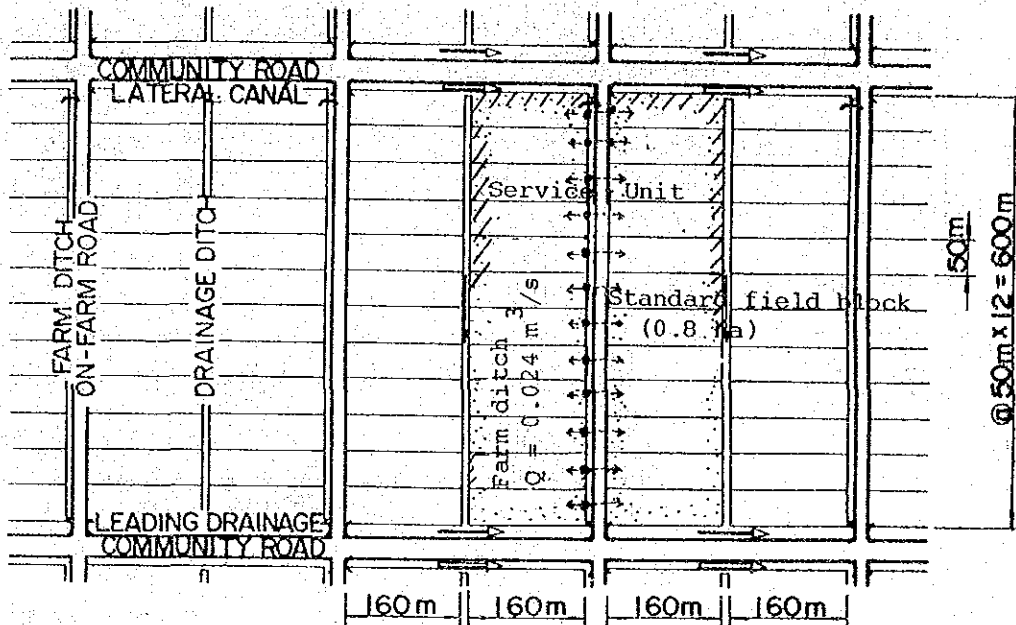 COMMUNITY ROAD
LATERAL CANAL
FARM DITCH
ON-FARM ROAD
DRAINAGE DITCH
Service Unit
Farm ditch
Q = 0.024 m³/s
Standard field block
(0.8 ha)
50m
@50m×12=600m
LEADING DRAINAGE
COMMUNITY ROAD
160m 160m 160m 160m